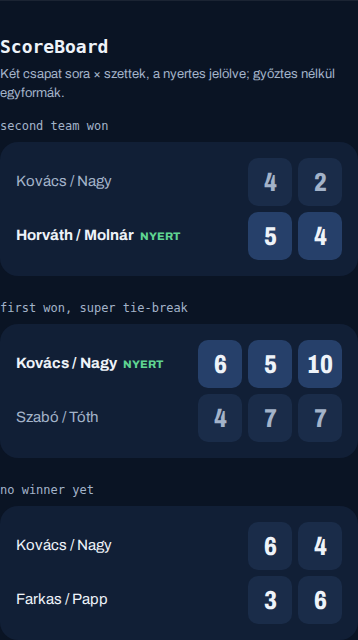 ScoreBoard
Két csapat sora × szettek, a nyertes jelölve; győztes nélkül
egyformák.
second team won
Kovács / Nagy 4 2
Horváth / Molnár NYERT 5 4
first won, super tie-break
Kovács / Nagy NYERT 6 5 10
Szabó / Tóth 4 7 7
no winner yet
Kovács / Nagy 6 4
Farkas / Papp 3 6